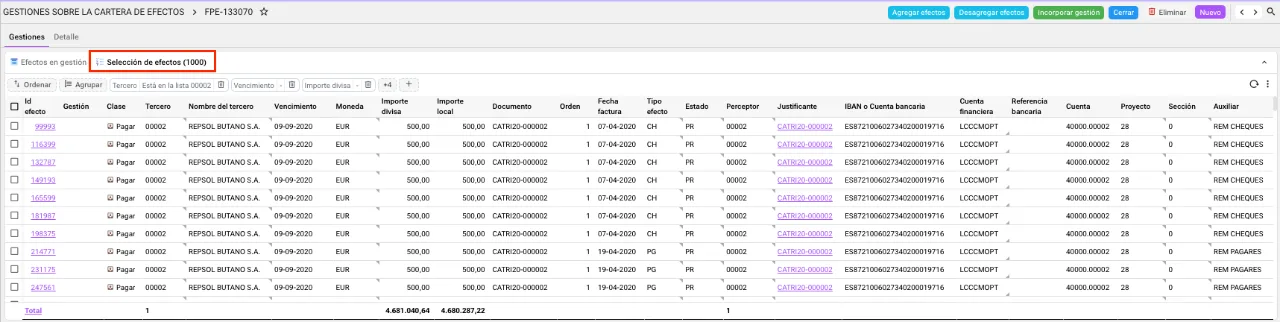 GESTIONES SOBRE LA CARTERA DE EFECTOS > FPE-133070 Agregar efectos Desagregar efectos Incorporar gestión Cerrar Eliminar Nuevo
Gestiones Detalle
Efectos en gestión Selección de efectos (1000)
Ordenar Agrupar Tercero Está en la lista 00002 Vencimiento - Importe divisa - +4 +
Id efecto Gestión Clase Tercero Nombre del tercero Vencimiento Moneda Importe divisa Importe local Documento Orden Fecha factura Tipo efecto Estado Perceptor Justificante IBAN o Cuenta bancaria Cuenta financiera Referencia bancaria Cuenta Proyecto Sección Auxiliar
99993 Pagar 00002 REPSOL BUTANO S.A. 09-09-2020 EUR 500,00 500,00 CATRI20-000002 1 07-04-2020 CH PR 00002 CATRI20-000002 ES8721006027340200019716 LCCCMOPT 40000.00002 28 0 REM CHEQUES
116399 Pagar 00002 REPSOL BUTANO S.A. 09-09-2020 EUR 500,00 500,00 CATRI20-000002 1 07-04-2020 CH PR 00002 CATRI20-000002 ES8721006027340200019716 LCCCMOPT 40000.00002 28 0 REM CHEQUES
132787 Pagar 00002 REPSOL BUTANO S.A. 09-09-2020 EUR 500,00 500,00 CATRI20-000002 1 07-04-2020 CH PR 00002 CATRI20-000002 ES8721006027340200019716 LCCCMOPT 40000.00002 28 0 REM CHEQUES
149193 Pagar 00002 REPSOL BUTANO S.A. 09-09-2020 EUR 500,00 500,00 CATRI20-000002 1 07-04-2020 CH PR 00002 CATRI20-000002 ES8721006027340200019716 LCCCMOPT 40000.00002 28 0 REM CHEQUES
165599 Pagar 00002 REPSOL BUTANO S.A. 09-09-2020 EUR 500,00 500,00 CATRI20-000002 1 07-04-2020 CH PR 00002 CATRI20-000002 ES8721006027340200019716 LCCCMOPT 40000.00002 28 0 REM CHEQUES
181987 Pagar 00002 REPSOL BUTANO S.A. 09-09-2020 EUR 500,00 500,00 CATRI20-000002 1 07-04-2020 CH PR 00002 CATRI20-000002 ES8721006027340200019716 LCCCMOPT 40000.00002 28 0 REM CHEQUES
198375 Pagar 00002 REPSOL BUTANO S.A. 09-09-2020 EUR 500,00 500,00 CATRI20-000002 1 07-04-2020 CH PR 00002 CATRI20-000002 ES8721006027340200019716 LCCCMOPT 40000.00002 28 0 REM CHEQUES
214771 Pagar 00002 REPSOL BUTANO S.A. 09-09-2020 EUR 500,00 500,00 CATRI20-000002 1 19-04-2020 PG PR 00002 CATRI20-000002 ES8721006027340200019716 LCCCMOPT 40000.00002 28 0 REM PAGARES
231175 Pagar 00002 REPSOL BUTANO S.A. 09-09-2020 EUR 500,00 500,00 CATRI20-000002 1 19-04-2020 PG PR 00002 CATRI20-000002 ES8721006027340200019716 LCCCMOPT 40000.00002 28 0 REM PAGARES
247561 Pagar 00002 REPSOL BUTANO S.A. 09-09-2020 EUR 500,00 500,00 CATRI20-000002 1 19-04-2020 PG PR 00002 CATRI20-000002 ES8721006027340200019716 LCCCMOPT 40000.00002 28 0 REM PAGARES
Total 1 4.681.040,64 4.680.287,22 1